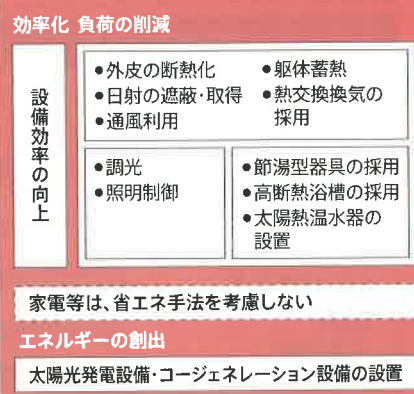 効率化 負荷の削減
設備効率の向上
●外皮の断熱化
●日射の遮蔽・取得
●通風利用
●躯体蓄熱
●熱交換換気の
採用
●調光
●照明制御
●節湯型器具の採用
●高断熱浴槽の採用
●太陽熱温水器の
設置
家電等は、省エネ手法を考慮しない
エネルギーの創出
太陽光発電設備・コージェネレーション設備の設置